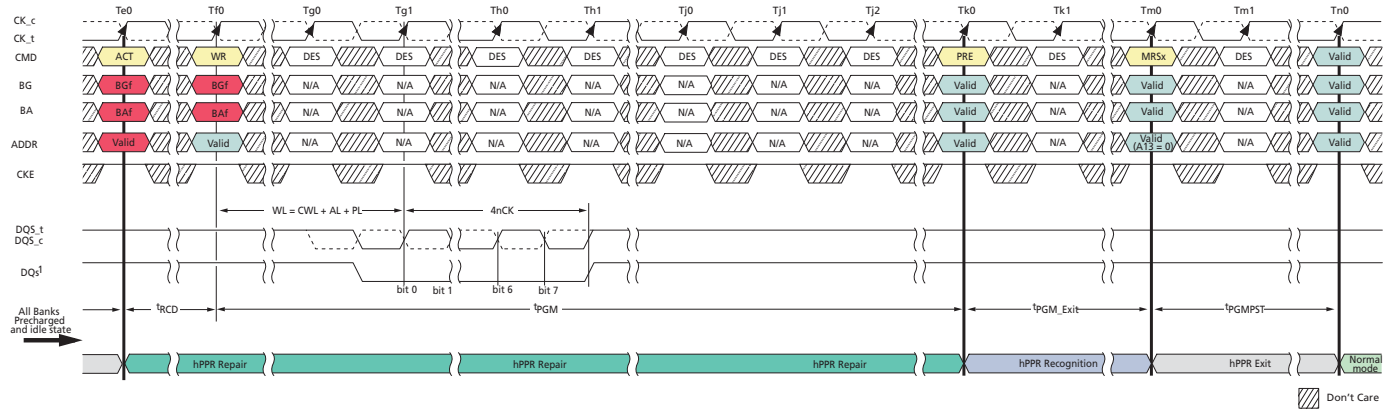 Te0 Tf0 Tg0 Tg1 Th0 Th1 Tj0 Tj1 Tj2 Tk0 Tk1 Tm0 Tm1 Tn0
CK_c
CK_t
CMD ACT WR DES DES DES DES DES DES DES PRE DES MRSx DES Valid
BG BGf BGf N/A N/A N/A N/A N/A N/A N/A Valid N/A Valid N/A Valid
BA BAf BAf N/A N/A N/A N/A N/A N/A N/A Valid N/A Valid N/A Valid
ADDR Valid Valid N/A N/A N/A N/A N/A N/A N/A Valid N/A Valid (A13 = 0) N/A Valid
CKE
WL = CWL + AL + PL 4nCK
DQS_t
DQS_c
DQs1
bit 0 bit 1 bit 6 bit 7
All Banks
Precharged
and idle state
tRCD tPGM tPGM_Exit tPGMPST
hPPR Repair hPPR Repair hPPR Repair hPPR Recognition hPPR Exit Normal
mode
Don't Care